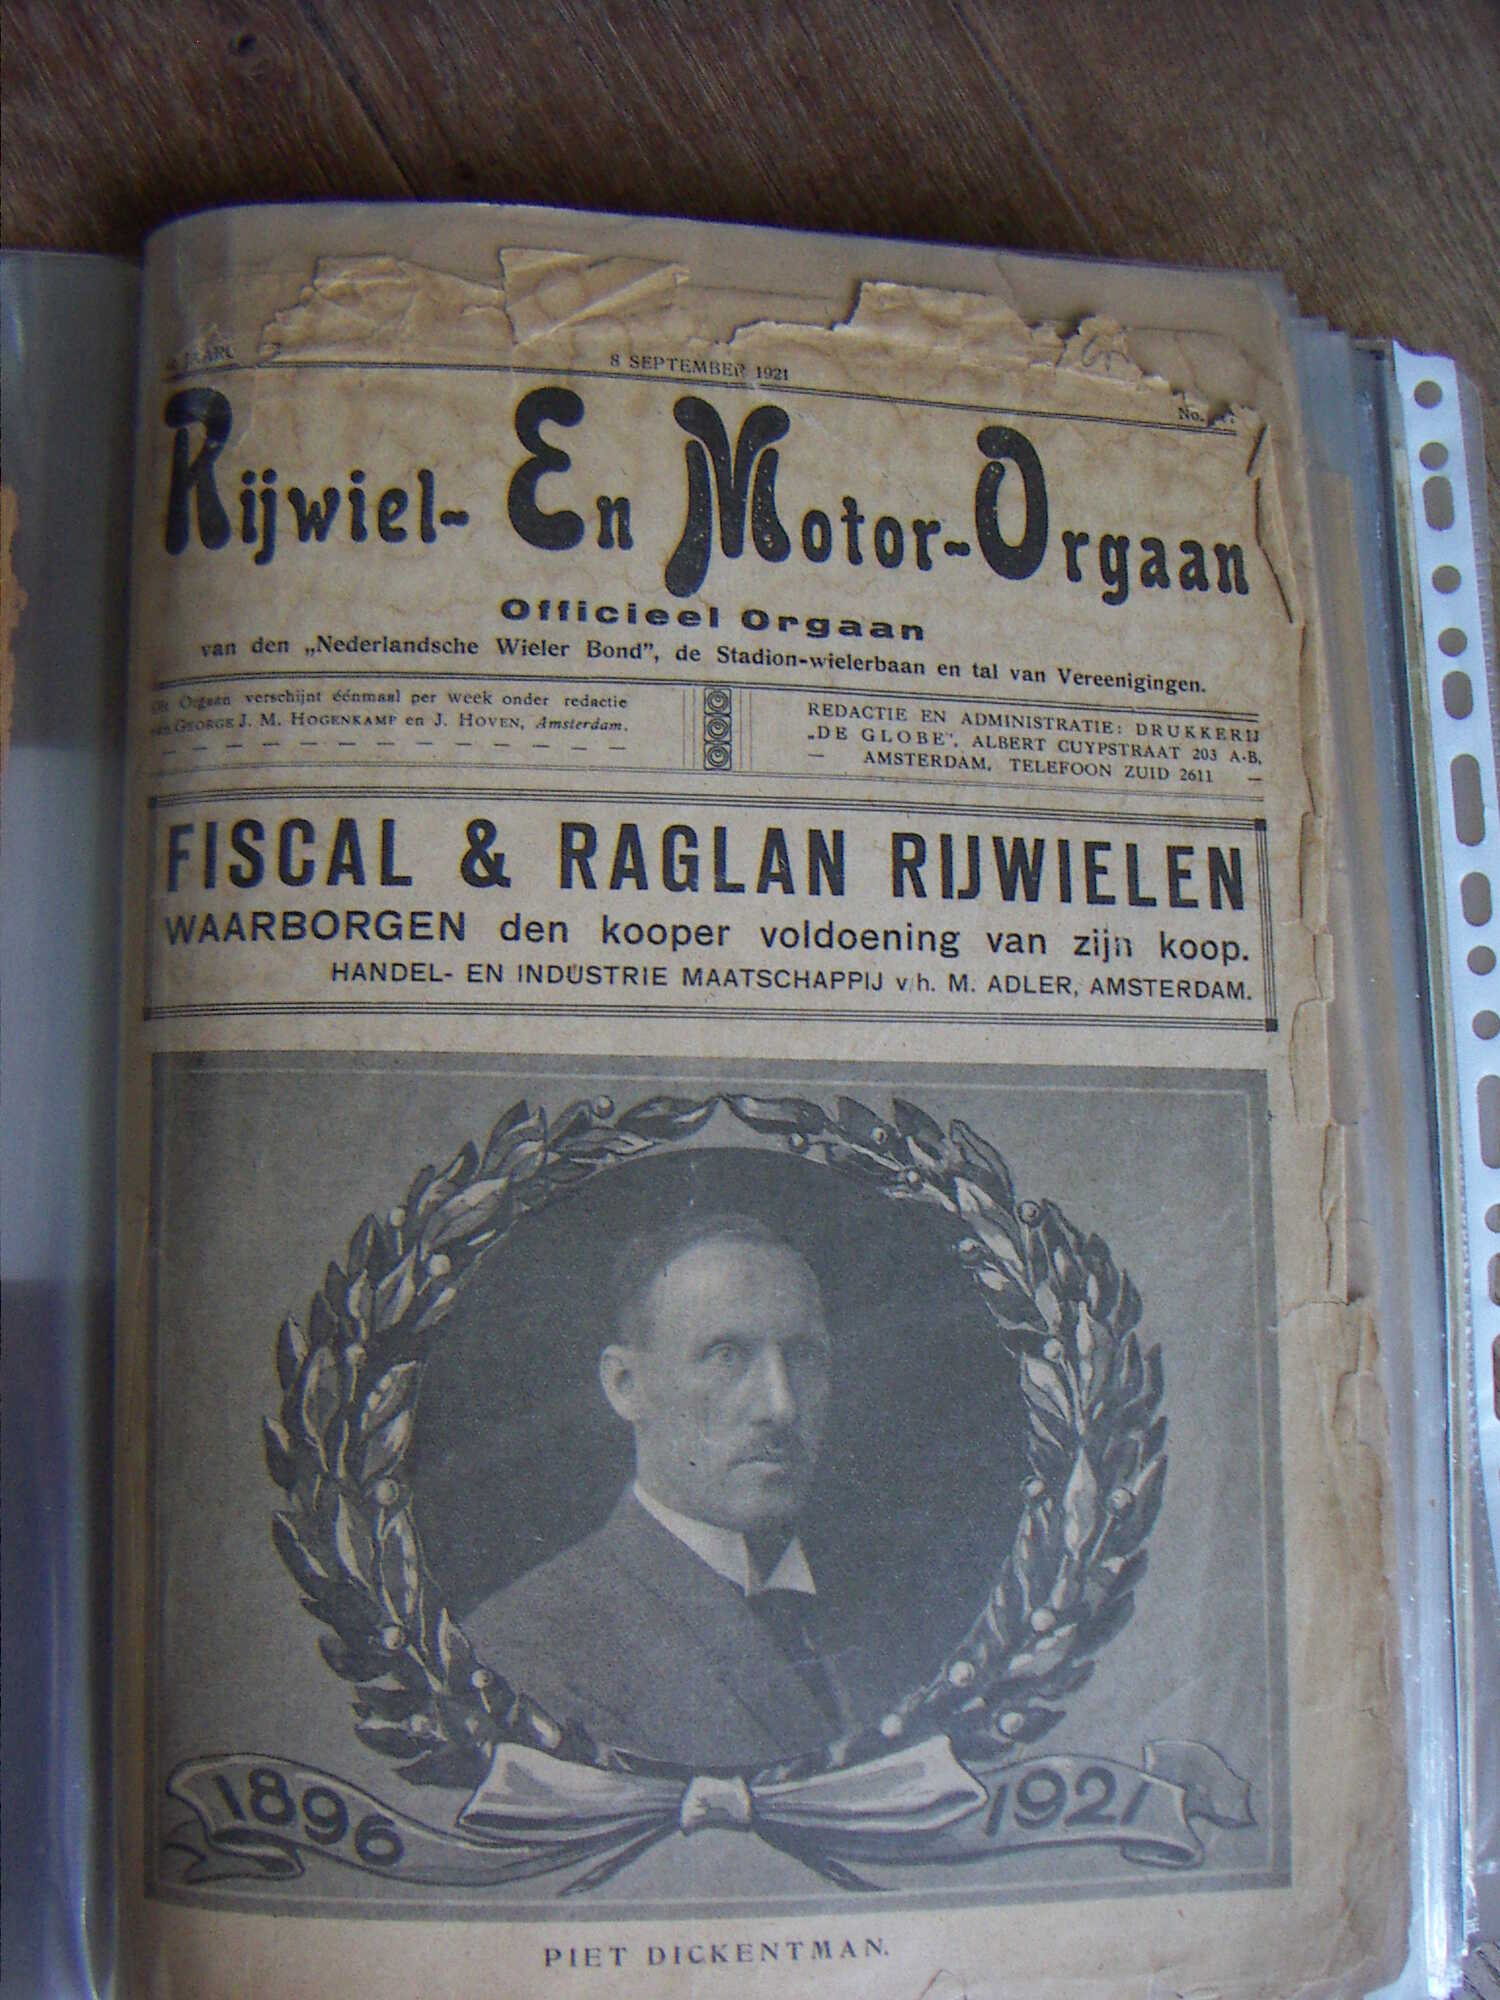 JAARG
8 SEPTEMBER 1921
No.
Rijwiel- En Motor-Orgaan
Officieel Orgaan
van den „Nederlandsche Wieler Bond”, de Stadion-wielerbaan en tal van Vereenigingen.
Dit Orgaan verschijnt éénmaal per week onder redactie
van GEORGE J. M. HOGENKAMP en J. HOVEN, Amsterdam.
REDACTIE EN ADMINISTRATIE: DRUKKERIJ
„DE GLOBE”, ALBERT CUYPSTRAAT 203 A-B,
— AMSTERDAM, TELEFOON ZUID 2611 —
FISCAL & RAGLAN RIJWIELEN
WAARBORGEN den kooper voldoening van zijn koop.
HANDEL- EN INDUSTRIE MAATSCHAPPIJ v/h. M. ADLER, AMSTERDAM.
1896 1921
PIET DICKENTMAN.